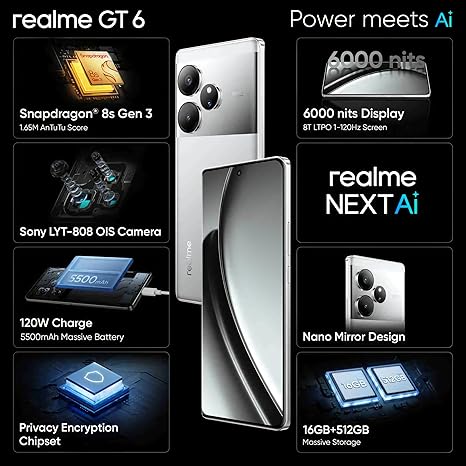 realme GT 6
Power meets Ai
Snapdragon® 8s Gen 3
1.65M AnTuTu Score
6000 nits
6000 nits Display
8T LTPO 1-120Hz Screen
Sony LYT-808 OIS Camera
realme
NEXT Ai
5500mAh
120W Charge
5500mAh Massive Battery
realme
Nano Mirror Design
Privacy Encryption
Chipset
16GB
512GB
16GB+512GB
Massive Storage